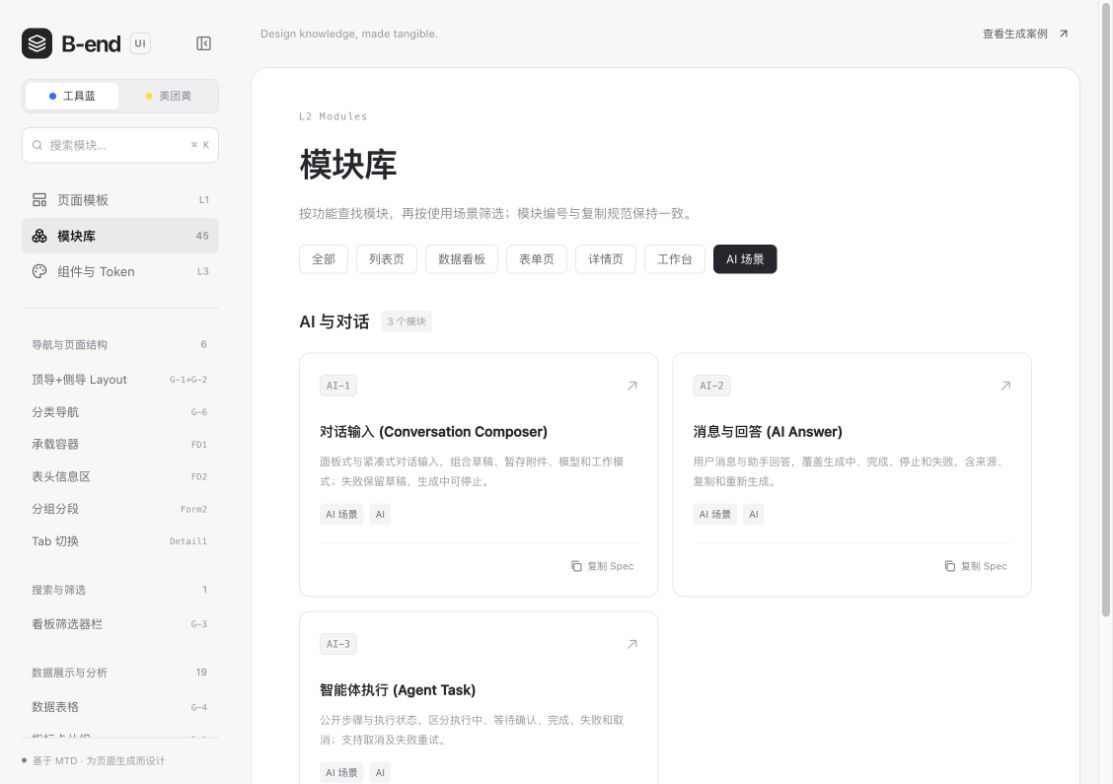 B-end UI
工具蓝 美团黄
搜索模块... ⌘ K
页面模板 L1
模块库 45
组件与 Token L3
导航与页面结构 6
顶导+侧导 Layout G-1+G-2
分类导航 G-6
承载容器 FD1
表头信息区 FD2
分组分段 Form2
Tab 切换 Detail1
搜索与筛选 1
看板筛选器栏 G-3
数据展示与分析 19
数据表格 G-4
基于 MTD · 为页面生成而设计
Design knowledge, made tangible.
查看生成案例
L2 Modules
模块库
按功能查找模块，再按使用场景筛选；模块编号与复制规范保持一致。
全部 列表页 数据看板 表单页 详情页 工作台 AI 场景
AI 与对话 3 个模块
AI-1
对话输入 (Conversation Composer)
面板式与紧凑式对话输入，组合草稿、暂存附件、模型和工作模
式；失败保留草稿，生成中可停止。
AI 场景 AI
复制 Spec
AI-2
消息与回答 (AI Answer)
用户消息与助手回答，覆盖生成中、完成、停止和失败，含来源、
复制和重新生成。
AI 场景 AI
复制 Spec
AI-3
智能体执行 (Agent Task)
公开步骤与执行状态，区分执行中、等待确认、完成、失败和取
消；支持取消及失败重试。
AI 场景 AI